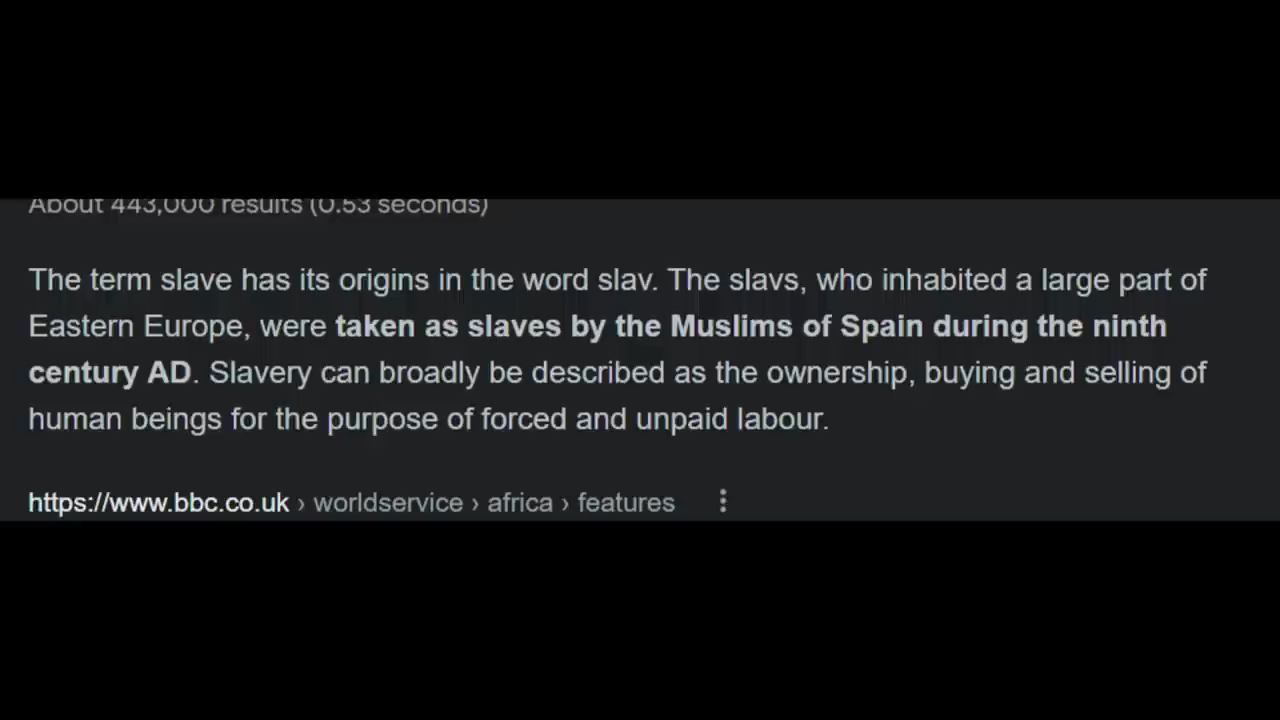 About 443,000 results (0.53 seconds)
The term slave has its origins in the word slav. The slavs, who inhabited a large part of
Eastern Europe, were taken as slaves by the Muslims of Spain during the ninth
century AD. Slavery can broadly be described as the ownership, buying and selling of
human beings for the purpose of forced and unpaid labour.
https://www.bbc.co.uk › worldservice › africa › features